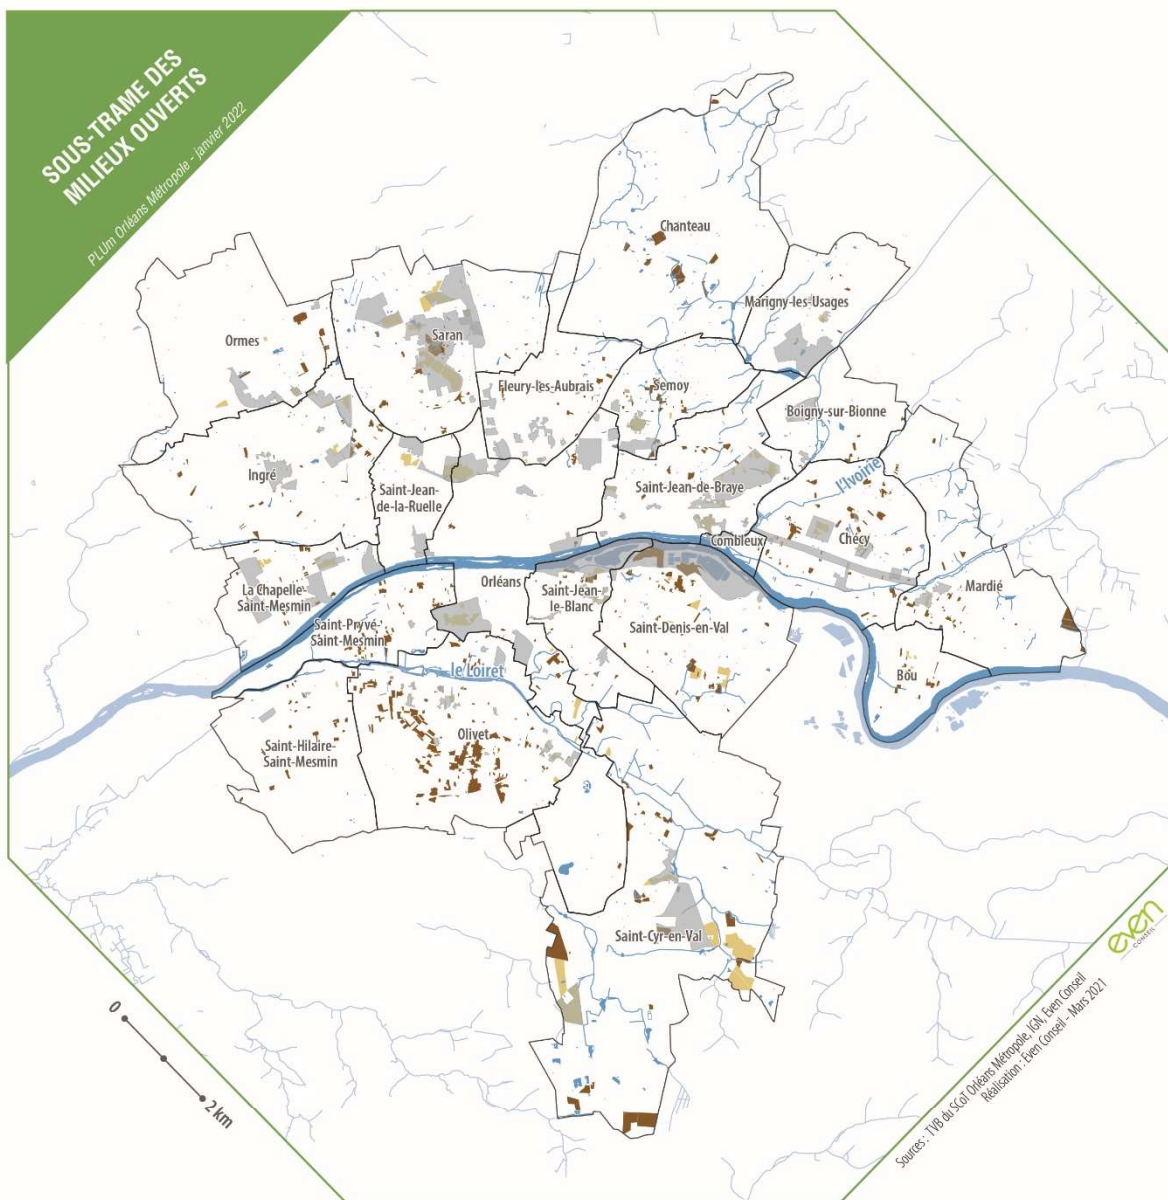 SOUS-TRAME DES
MILIEUX OUVERTS
PLUm Orléans Métropole - janvier 2022
Chanteau
Marigny-les-Usages
Ormes
Saran
Fleury-les-Aubrais
Semoy
Boigny-sur-Bionne
Ingré
Saint-Jean-
de-la-Ruelle
Saint-Jean-de-Braye
l'Ivoirie
Chécy
Combleux
La Chapelle-
Saint-Mesmin
Orléans
Saint-Jean-
le-Blanc
Mardié
Saint-Pryvé-
Saint-Mesmin
Saint-Denis-en-Val
le Loiret
Bou
Saint-Hilaire-
Saint-Mesmin
Olivet
Saint-Cyr-en-Val
0
2 km
even
CONSEIL
Sources : TVB du SCoT Orléans Métropole, IGN, Even Conseil
Réalisation : Even Conseil - Mars 2021